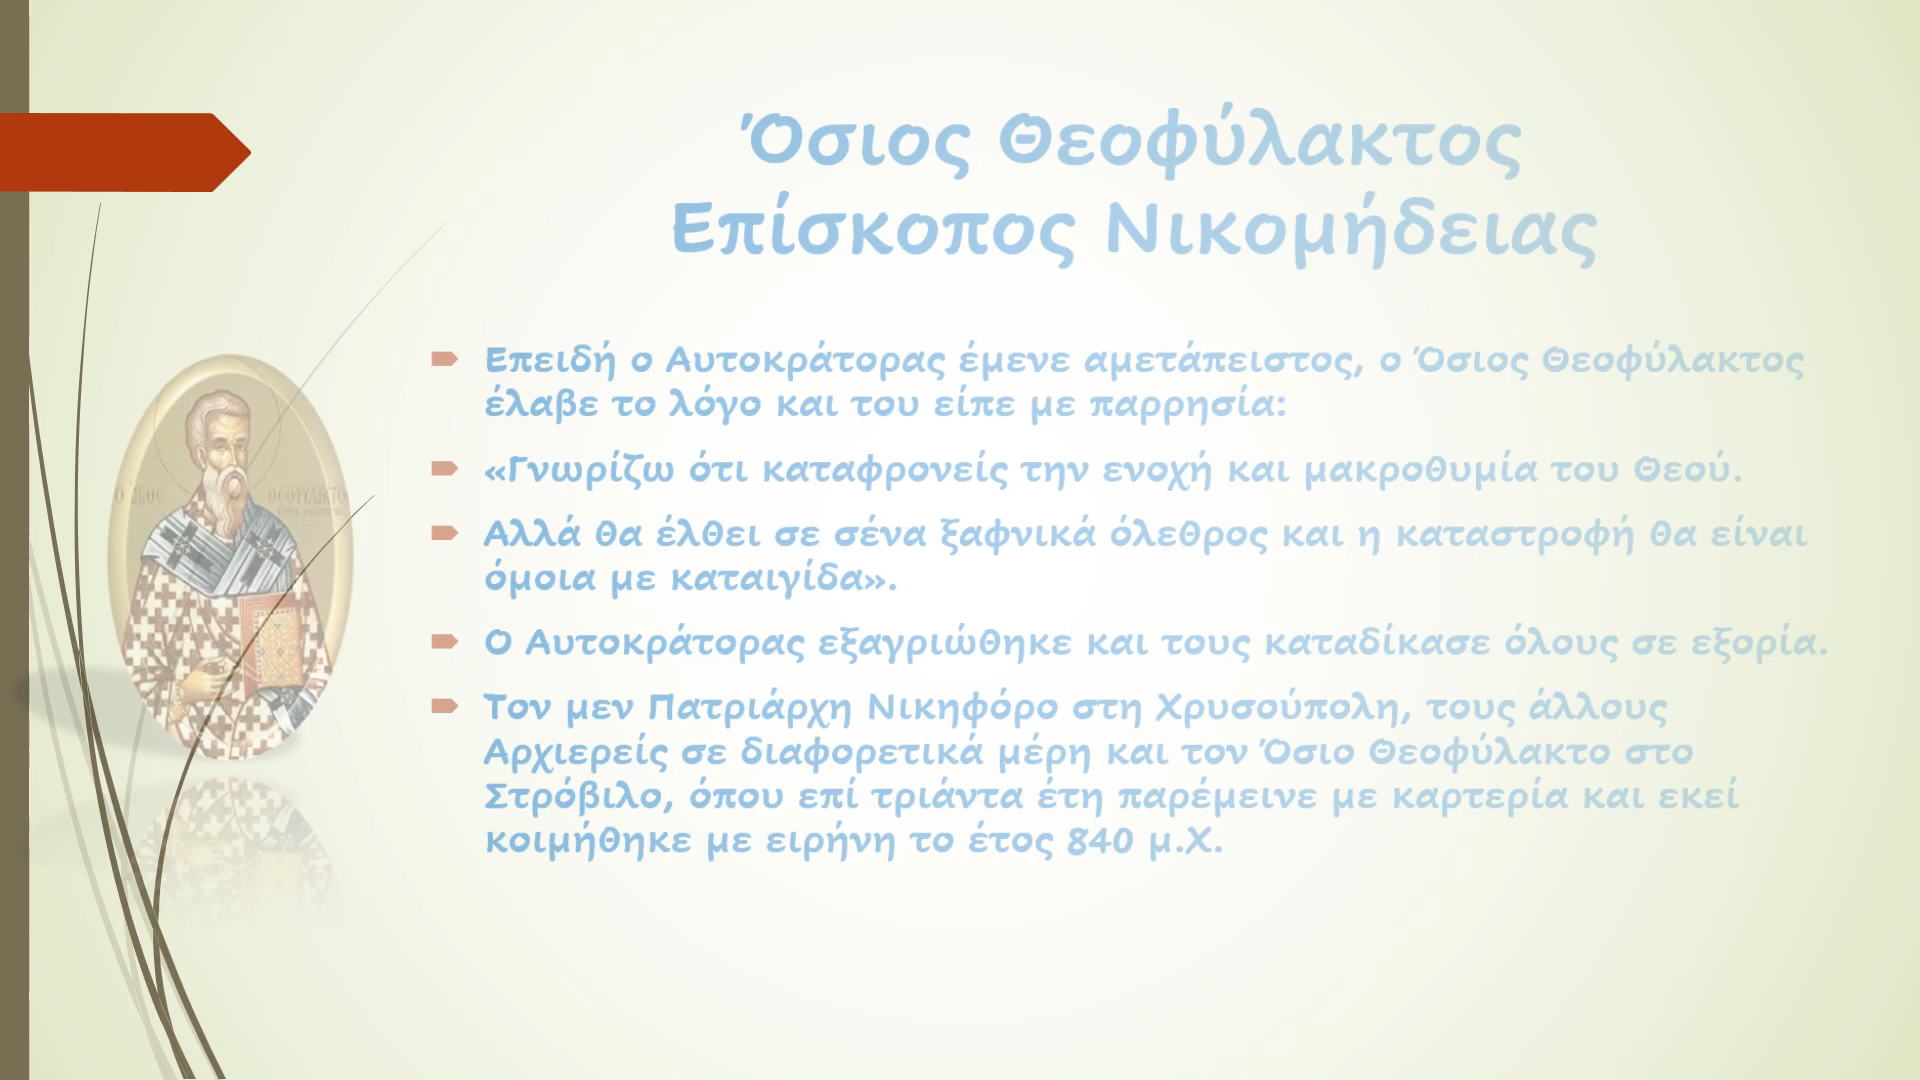 Όσιος Θεοφύλακτος
Επίσκοπος Νικομήδειας
Επειδή ο Αυτοκράτορας έμενε αμετάπειστος, ο Όσιος Θεοφύλακτος
έλαβε το λόγο και του είπε με παρρησία:
«Γνωρίζω ότι καταφρονείς την ενοχή και μακροθυμία του Θεού.
Αλλά θα έλθει σε σένα ξαφνικά όλεθρος και η καταστροφή θα είναι
όμοια με καταιγίδα».
Ο Αυτοκράτορας εξαγριώθηκε και τους καταδίκασε όλους σε εξορία.
Τον μεν Πατριάρχη Νικηφόρο στη Χρυσούπολη, τους άλλους
Αρχιερείς σε διαφορετικά μέρη και τον Όσιο Θεοφύλακτο στο
Στρόβιλο, όπου επί τριάντα έτη παρέμεινε με καρτερία και εκεί
κοιμήθηκε με ειρήνη το έτος 840 μ.Χ.